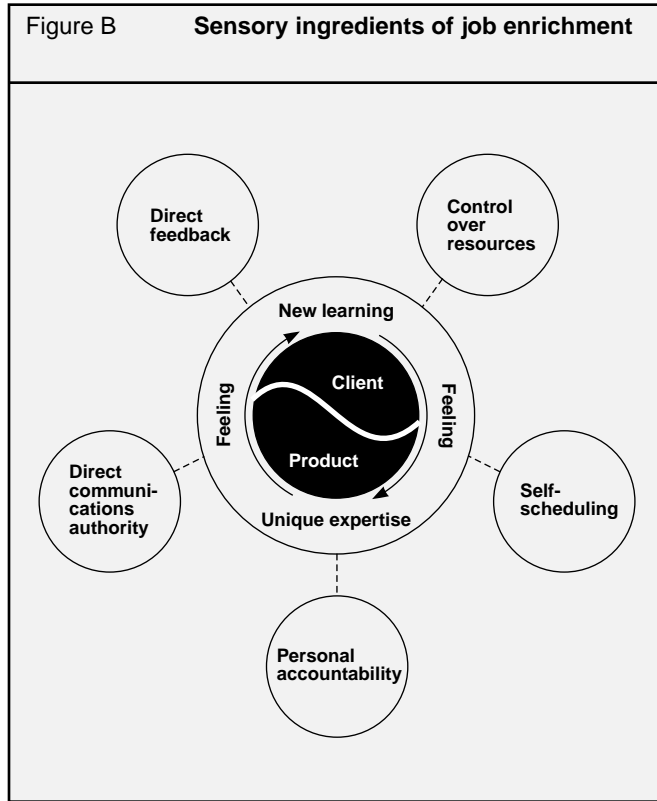 Figure B Sensory ingredients of job enrichment
Direct
feedback
Control
over
resources
New learning
Feeling
Client
Feeling
Product
Unique expertise
Direct
communi-
cations
authority
Self-
scheduling
Personal
accountability